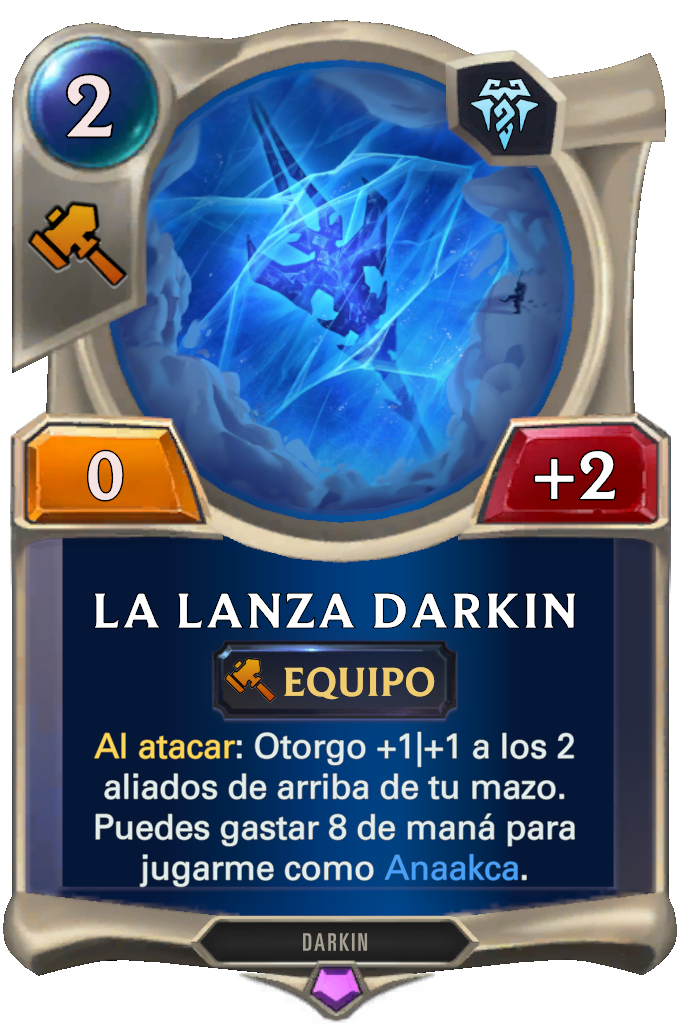 2
0
+2
LA LANZA DARKIN
EQUIPO
Al atacar: Otorgo +1|+1 a los 2
aliados de arriba de tu mazo.
Puedes gastar 8 de maná para
jugarme como Anaakca.
DARKIN